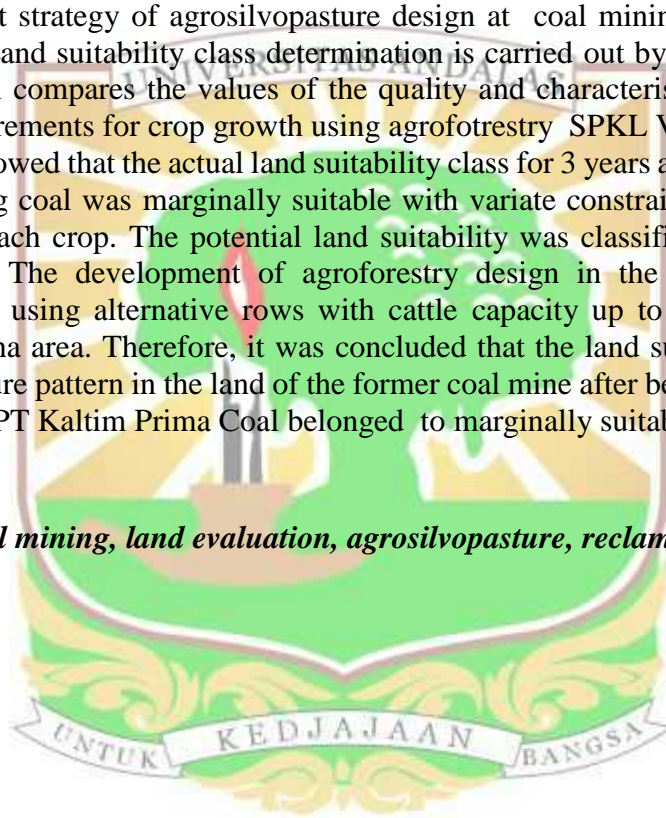 t strategy of agrosilvopasture design at coal minin
and suitability class determination is carried out by
UNIVERSITAS ANDALAS
compares the values of the quality and characteris
rements for crop growth using agrofotrestry SPKL V
owed that the actual land suitability class for 3 years a
g coal was marginally suitable with variate constrai
ach crop. The potential land suitability was classif
The development of agroforestry design in the
using alternative rows with cattle capacity up to
na area. Therefore, it was concluded that the land su
ure pattern in the land of the former coal mine after be
PT Kaltim Prima Coal belonged to marginally suitab
l mining, land evaluation, agrosilvopasture, reclam
UNTUK KEDJAJAAN BANGSA